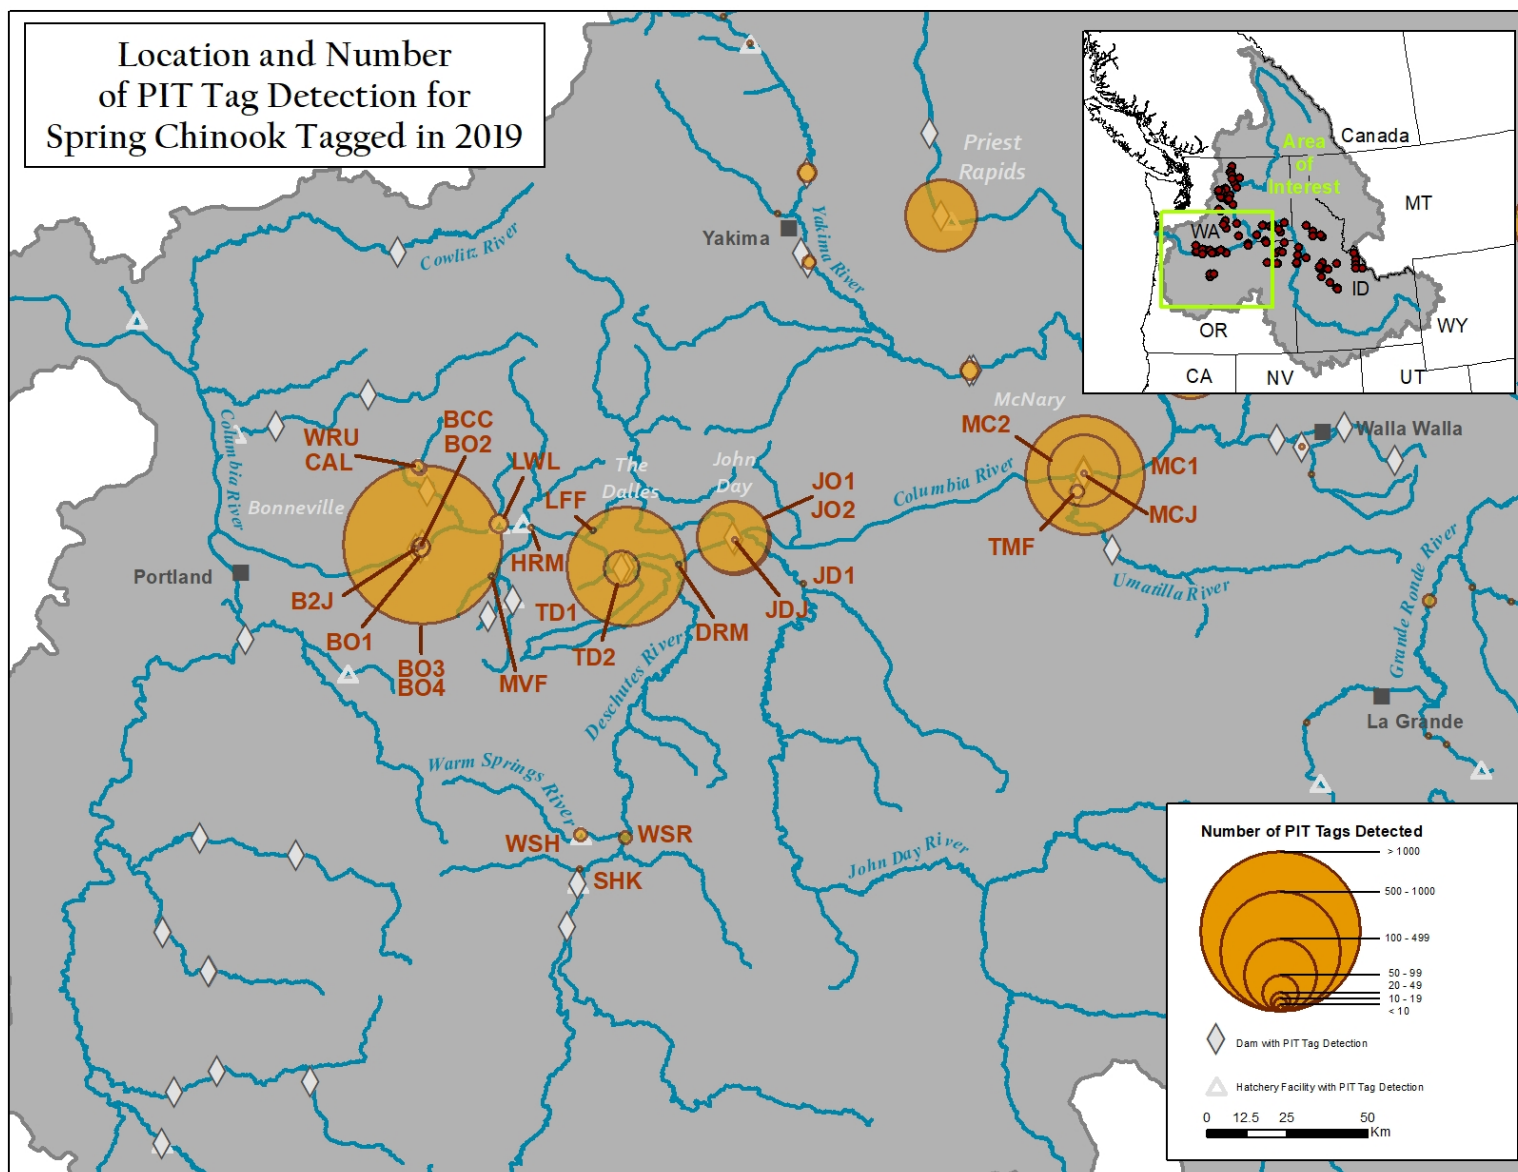 Location and Number
of PIT Tag Detection for
Spring Chinook Tagged in 2019
Canada
Area
of
Interest
MT
WA
ID
WY
OR
CA
NV
UT
Priest
Rapids
Yakima
Yakima River
Cowlitz River
McNary
MC2
MC1
MCJ
TMF
Walla Walla
Columbia River
BCC
BO2
WRU
CAL
LWL
LFF
The
Dalles
John
Day
JO1
JO2
Columbia River
Bonneville
HRM
Portland
B2J
BO1
BO3
BO4
MVF
TD1
TD2
DRM
JDJ
JD1
Umarilla River
Grande Ronde River
La Grande
Deschutes River
Warm Springs River
WSH
WSR
SHK
John Day River
Number of PIT Tags Detected
> 1000
500 - 1000
100 - 499
50 - 99
20 - 49
10 - 19
< 10
Dam with PIT Tag Detection
Hatchery Facility with PIT Tag Detection
0 12.5 25 50
Km